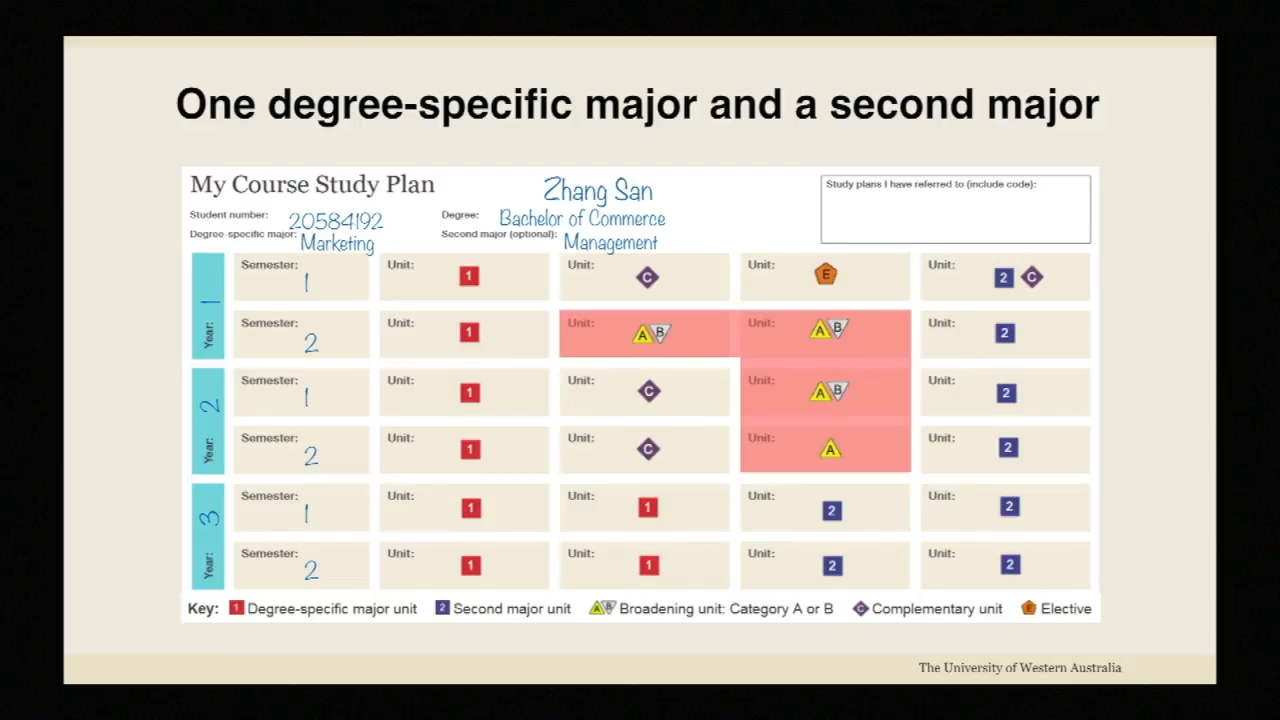 One degree-specific major and a second major
My Course Study Plan
Zhang San
Study plans I have referred to (include code):
Student number: 20584192
Degree: Bachelor of Commerce
Degree-specific major: Marketing
Second major (optional): Management
Year: 1
Semester: 1 Unit: 1 Unit: C Unit: E Unit: 2 C
Semester: 2 Unit: 1 Unit: A B Unit: A B Unit: 2
Year: 2
Semester: 1 Unit: 1 Unit: C Unit: A B Unit: 2
Semester: 2 Unit: 1 Unit: C Unit: A Unit: 2
Year: 3
Semester: 1 Unit: 1 Unit: 1 Unit: 2 Unit: 2
Semester: 2 Unit: 1 Unit: 1 Unit: 2 Unit: 2
Key: 1 Degree-specific major unit 2 Second major unit A B Broadening unit: Category A or B C Complementary unit E Elective
The University of Western Australia